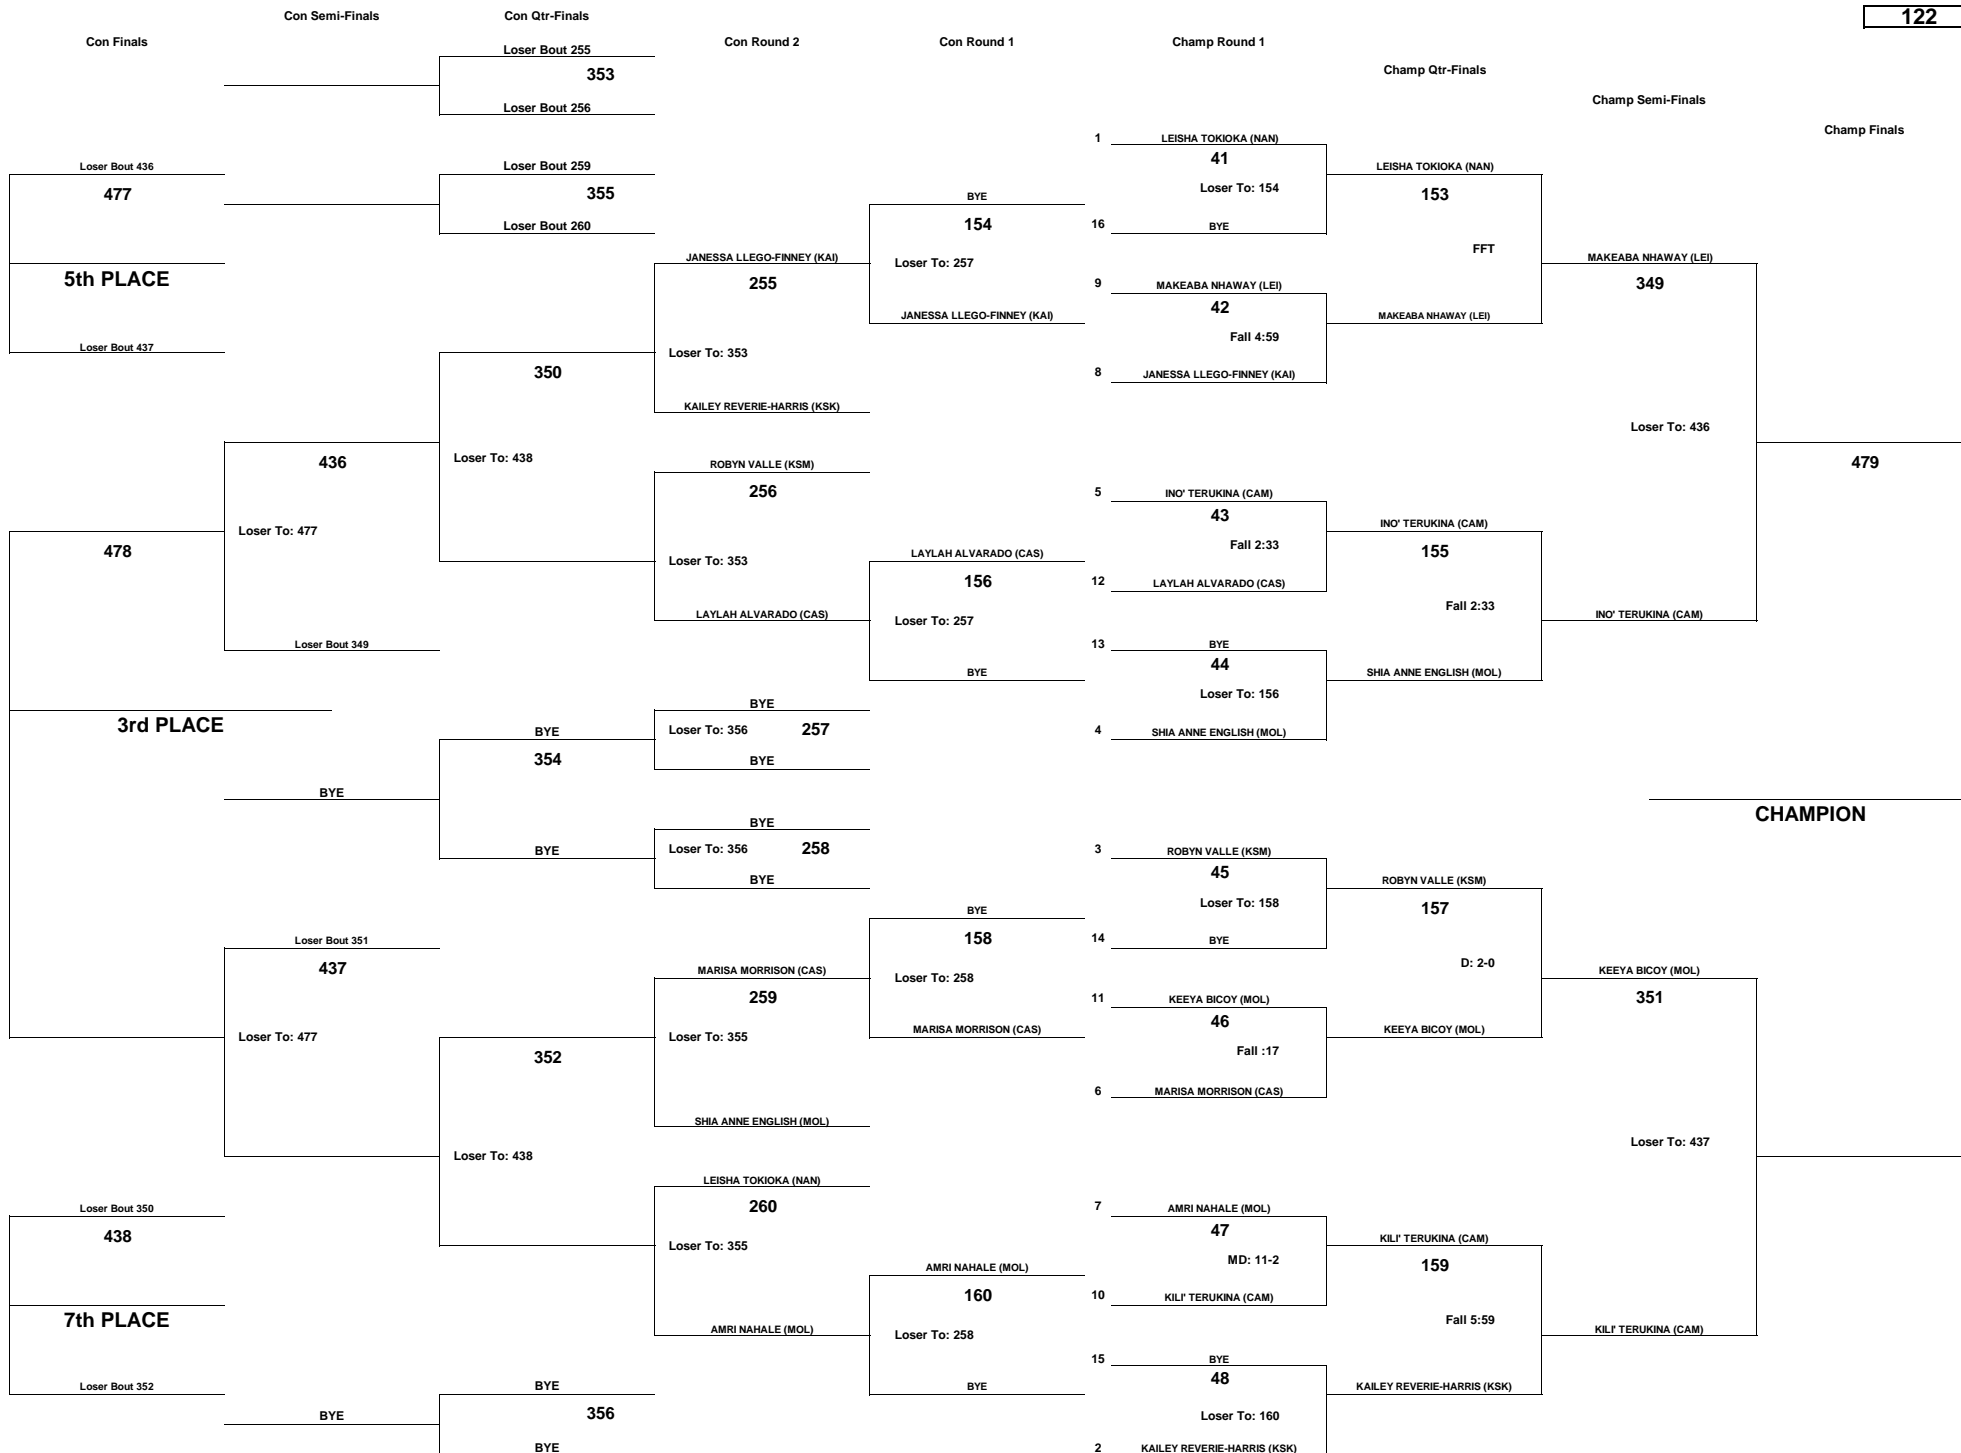 Con Semi-Finals
Con Qtr-Finals
122
Con Finals
Con Round 2
Con Round 1
Champ Round 1
Loser Bout 255
353
Champ Qtr-Finals
Loser Bout 256
Champ Semi-Finals
Champ Finals
1 LEISHA TOKIOKA (NAN)
Loser Bout 436
Loser Bout 259
41
LEISHA TOKIOKA (NAN)
477
355
Loser To: 154
153
BYE
Loser Bout 260
154
16 BYE
FFT
JANESSA LLEGO-FINNEY (KAI)
Loser To: 257
MAKEABA NHAWAY (LEI)
5th PLACE
255
9 MAKEABA NHAWAY (LEI)
349
42
JANESSA LLEGO-FINNEY (KAI)
MAKEABA NHAWAY (LEI)
Fall 4:59
Loser Bout 437
Loser To: 353
350
8 JANESSA LLEGO-FINNEY (KAI)
KAILEY REVERIE-HARRIS (KSK)
Loser To: 436
436
Loser To: 438
ROBYN VALLE (KSM)
479
256
5 INO' TERUKINA (CAM)
43
Loser To: 477
INO' TERUKINA (CAM)
478
Fall 2:33
155
Loser To: 353
LAYLAH ALVARADO (CAS)
156
12 LAYLAH ALVARADO (CAS)
Fall 2:33
LAYLAH ALVARADO (CAS)
Loser To: 257
INO' TERUKINA (CAM)
Loser Bout 349
13 BYE
44
BYE
SHIA ANNE ENGLISH (MOL)
Loser To: 156
BYE
3rd PLACE
BYE
Loser To: 356 257
4 SHIA ANNE ENGLISH (MOL)
354
BYE
BYE
CHAMPION
BYE
BYE
Loser To: 356 258
3 ROBYN VALLE (KSM)
45
BYE
ROBYN VALLE (KSM)
Loser To: 158
157
BYE
Loser Bout 351
158
14 BYE
437
D: 2-0
MARISA MORRISON (CAS)
Loser To: 258
KEEYA BICOY (MOL)
259
11 KEEYA BICOY (MOL)
351
46
Loser To: 477
Loser To: 355
MARISA MORRISON (CAS)
KEEYA BICOY (MOL)
352
Fall :17
6 MARISA MORRISON (CAS)
SHIA ANNE ENGLISH (MOL)
Loser To: 438
Loser To: 437
LEISHA TOKIOKA (NAN)
Loser Bout 350
260
7 AMRI NAHALE (MOL)
438
47
KILI' TERUKINA (CAM)
Loser To: 355
MD: 11-2
159
AMRI NAHALE (MOL)
160
10 KILI' TERUKINA (CAM)
7th PLACE
Fall 5:59
AMRI NAHALE (MOL)
Loser To: 258
KILI' TERUKINA (CAM)
15 BYE
Loser Bout 352
BYE
48
BYE
KAILEY REVERIE-HARRIS (KSK)
BYE
356
Loser To: 160
BYE
2 KAILEY REVERIE-HARRIS (KSK)